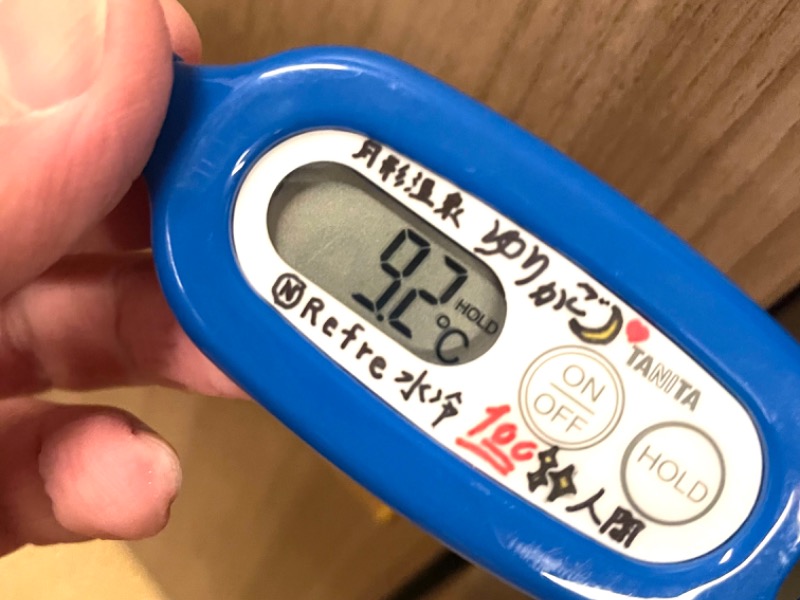 月形温泉 ゆりかご
9.2 °C
HOLD
TANITA
ON
OFF
HOLD
Ⓝ Refre 水冷 100 人間